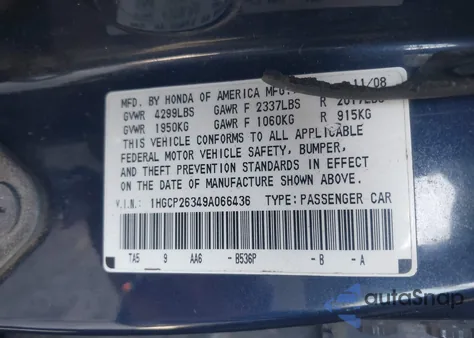 MFD. BY HONDA OF AMERICA MFG. 11/08
GVWR 4299LBS GAWR F 2337LBS R 2017LBS
GVWR 1950KG GAWR F 1060KG R 915KG
THIS VEHICLE CONFORMS TO ALL APPLICABLE
FEDERAL MOTOR VEHICLE SAFETY, BUMPER,
AND THEFT PREVENTION STANDARDS IN EFFECT
ON THE DATE OF MANUFACTURE SHOWN ABOVE.
V.I.N.: 1HGCP26349A066436 TYPE: PASSENGER CAR
TA5 9 AA6 - B536P - B - A
autoSnap